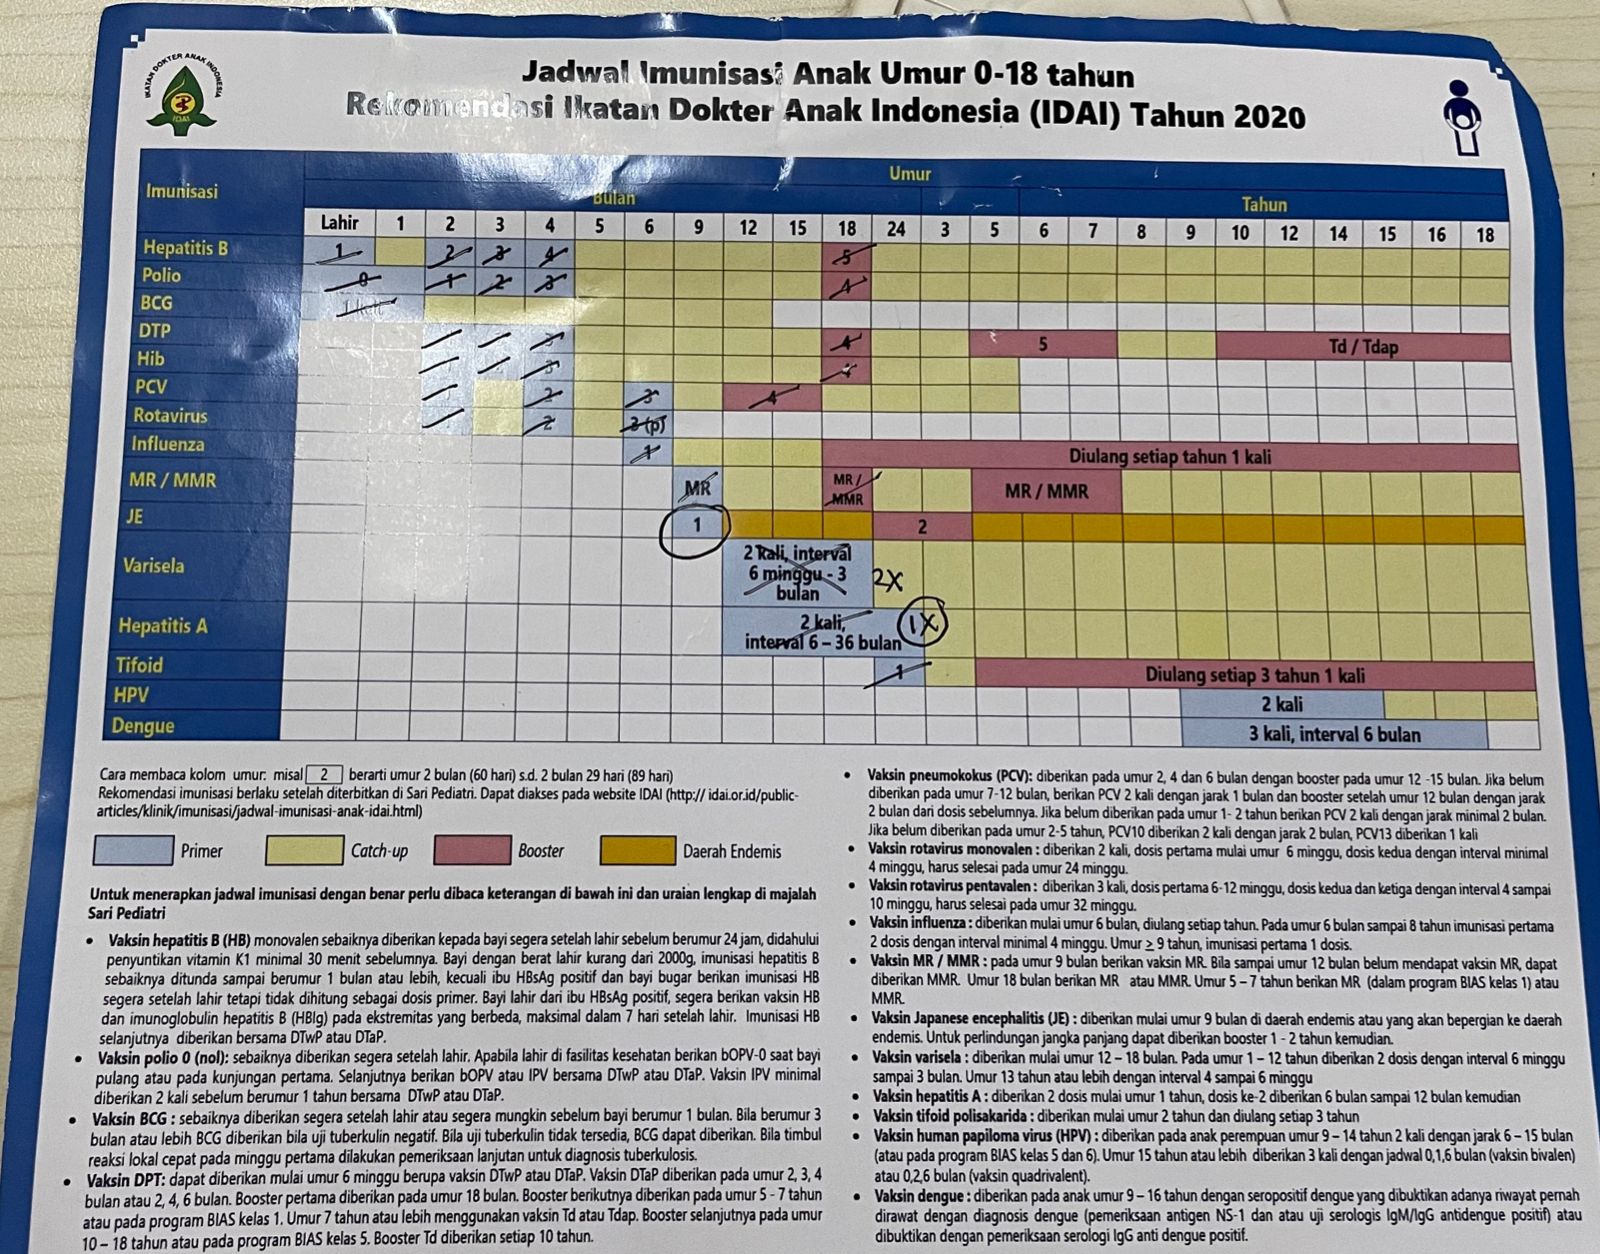 IKATAN DOKTER ANAK INDONESIA
IDAI
Jadwal Imunisasi Anak Umur 0-18 tahun
Rekomendasi Ikatan Dokter Anak Indonesia (IDAI) Tahun 2020
Imunisasi
Umur
Bulan
Tahun
Lahir 1 2 3 4 5 6 9 12 15 18 24 3 5 6 7 8 9 10 12 14 15 16 18
Hepatitis B 1 2 3 4 5
Polio 0 1 2 3 4
BCG
DTP 3 4 5 Td / Tdap
Hib 3 4
PCV 2 3 4
Rotavirus 2 3 (p)
Influenza 1 Diulang setiap tahun 1 kali
MR / MMR MR MR / MMR MR / MMR
JE 1 2
Varisela 2 kali, interval
6 minggu - 3
bulan
2X
Hepatitis A 2 kali,
interval 6 – 36 bulan
1X
Tifoid 1 Diulang setiap 3 tahun 1 kali
HPV 2 kali
Dengue 3 kali, interval 6 bulan
Cara membaca kolom umur: misal 2 berarti umur 2 bulan (60 hari) s.d. 2 bulan 29 hari (89 hari)
Rekomendasi imunisasi berlaku setelah diterbitkan di Sari Pediatri. Dapat diakses pada website IDAI (http:// idai.or.id/public-
articles/klinik/imunisasi/jadwal-imunisasi-anak-idai.html)
Primer Catch-up Booster Daerah Endemis
Untuk menerapkan jadwal imunisasi dengan benar perlu dibaca keterangan di bawah ini dan uraian lengkap di majalah
Sari Pediatri
• Vaksin hepatitis B (HB) monovalen sebaiknya diberikan kepada bayi segera setelah lahir sebelum berumur 24 jam, didahului
penyuntikan vitamin K1 minimal 30 menit sebelumnya. Bayi dengan berat lahir kurang dari 2000g, imunisasi hepatitis B
sebaiknya ditunda sampai berumur 1 bulan atau lebih, kecuali ibu HBsAg positif dan bayi bugar berikan imunisasi HB
segera setelah lahir tetapi tidak dihitung sebagai dosis primer. Bayi lahir dari ibu HBsAg positif, segera berikan vaksin HB
dan imunoglobulin hepatitis B (HBIg) pada ekstremitas yang berbeda, maksimal dalam 7 hari setelah lahir. Imunisasi HB
selanjutnya diberikan bersama DTwP atau DTaP.
• Vaksin polio 0 (nol): sebaiknya diberikan segera setelah lahir. Apabila lahir di fasilitas kesehatan berikan bOPV-0 saat bayi
pulang atau pada kunjungan pertama. Selanjutnya berikan bOPV atau IPV bersama DTwP atau DTaP. Vaksin IPV minimal
diberikan 2 kali sebelum berumur 1 tahun bersama DTwP atau DTaP.
• Vaksin BCG : sebaiknya diberikan segera setelah lahir atau segera mungkin sebelum bayi berumur 1 bulan. Bila berumur 3
bulan atau lebih BCG diberikan bila uji tuberkulin negatif. Bila uji tuberkulin tidak tersedia, BCG dapat diberikan. Bila timbul
reaksi lokal cepat pada minggu pertama dilakukan pemeriksaan lanjutan untuk diagnosis tuberkulosis.
• Vaksin DPT: dapat diberikan mulai umur 6 minggu berupa vaksin DTwP atau DTaP. Vaksin DTaP diberikan pada umur 2, 3, 4
bulan atau 2, 4, 6 bulan. Booster pertama diberikan pada umur 18 bulan. Booster berikutnya diberikan pada umur 5 - 7 tahun
atau pada program BIAS kelas 1. Umur 7 tahun atau lebih menggunakan vaksin Td atau Tdap. Booster selanjutnya pada umur
10 – 18 tahun atau pada program BIAS kelas 5. Booster Td diberikan setiap 10 tahun.
• Vaksin pneumokokus (PCV): diberikan pada umur 2, 4 dan 6 bulan dengan booster pada umur 12 -15 bulan. Jika belum
diberikan pada umur 7-12 bulan, berikan PCV 2 kali dengan jarak 1 bulan dan booster setelah umur 12 bulan dengan jarak
2 bulan dari dosis sebelumnya. Jika belum diberikan pada umur 1- 2 tahun berikan PCV 2 kali dengan jarak minimal 2 bulan.
Jika belum diberikan pada umur 2-5 tahun, PCV10 diberikan 2 kali dengan jarak 2 bulan, PCV13 diberikan 1 kali
• Vaksin rotavirus monovalen : diberikan 2 kali, dosis pertama mulai umur 6 minggu, dosis kedua dengan interval minimal
4 minggu, harus selesai pada umur 24 minggu.
• Vaksin rotavirus pentavalen : diberikan 3 kali, dosis pertama 6-12 minggu, dosis kedua dan ketiga dengan interval 4 sampai
10 minggu, harus selesai pada umur 32 minggu.
• Vaksin influenza : diberikan mulai umur 6 bulan, diulang setiap tahun. Pada umur 6 bulan sampai 8 tahun imunisasi pertama
2 dosis dengan interval minimal 4 minggu. Umur ≥ 9 tahun, imunisasi pertama 1 dosis.
• Vaksin MR / MMR : pada umur 9 bulan berikan vaksin MR. Bila sampai umur 12 bulan belum mendapat vaksin MR, dapat
diberikan MMR. Umur 18 bulan berikan MR atau MMR. Umur 5 – 7 tahun berikan MR (dalam program BIAS kelas 1) atau
MMR.
• Vaksin Japanese encephalitis (JE) : diberikan mulai umur 9 bulan di daerah endemis atau yang akan bepergian ke daerah
endemis. Untuk perlindungan jangka panjang dapat diberikan booster 1 - 2 tahun kemudian.
• Vaksin varisela : diberikan mulai umur 12 – 18 bulan. Pada umur 1 – 12 tahun diberikan 2 dosis dengan interval 6 minggu
sampai 3 bulan. Umur 13 tahun atau lebih dengan interval 4 sampai 6 minggu
• Vaksin hepatitis A : diberikan 2 dosis mulai umur 1 tahun, dosis ke-2 diberikan 6 bulan sampai 12 bulan kemudian
• Vaksin tifoid polisakarida : diberikan mulai umur 2 tahun dan diulang setiap 3 tahun
• Vaksin human papiloma virus (HPV) : diberikan pada anak perempuan umur 9 – 14 tahun 2 kali dengan jarak 6 – 15 bulan
(atau pada program BIAS kelas 5 dan 6). Umur 15 tahun atau lebih diberikan 3 kali dengan jadwal 0,1,6 bulan (vaksin bivalen)
atau 0,2,6 bulan (vaksin quadrivalent).
• Vaksin dengue : diberikan pada anak umur 9 – 16 tahun dengan seropositif dengue yang dibuktikan adanya riwayat pernah
dirawat dengan diagnosis dengue (pemeriksaan antigen NS-1 dan atau uji serologis IgM/IgG antidengue positif) atau
dibuktikan dengan pemeriksaan serologi IgG anti dengue positif.